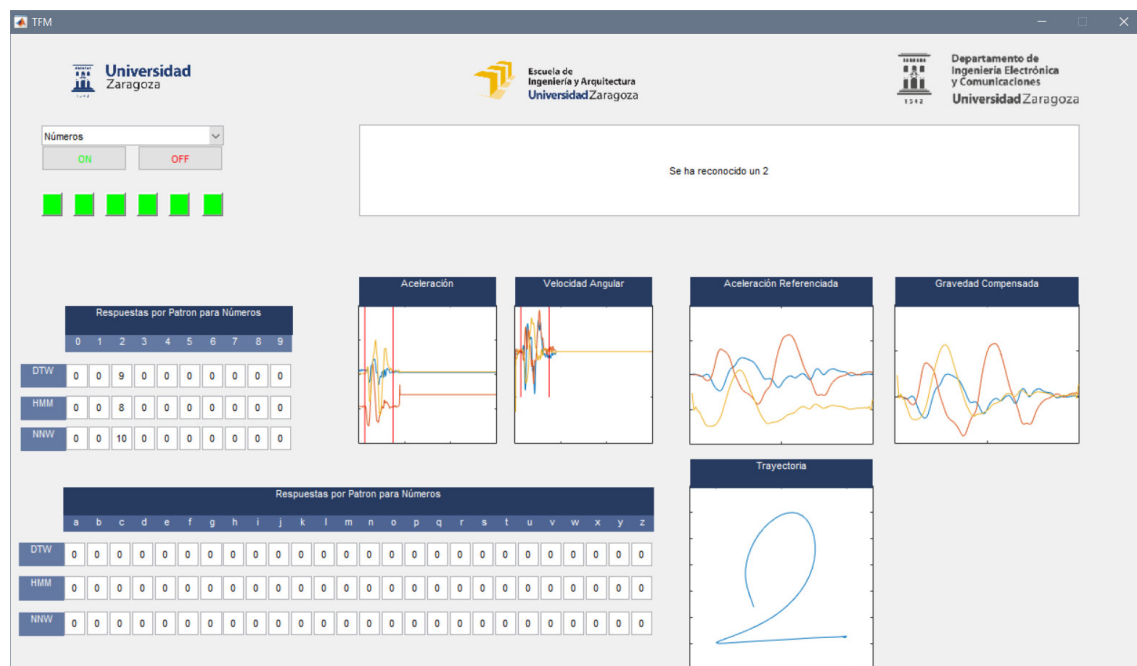 TFM
Universidad
Zaragoza
1542
Escuela de
Ingeniería y Arquitectura
Universidad Zaragoza
1542
Departamento de
Ingeniería Electrónica
y Comunicaciones
Universidad Zaragoza
Números
ON OFF
Se ha reconocido un 2
Aceleración
Velocidad Angular
Aceleración Referenciada
Gravedad Compensada
Respuestas por Patron para Números
0 1 2 3 4 5 6 7 8 9
DTW 0 0 9 0 0 0 0 0 0 0
HMM 0 0 8 0 0 0 0 0 0 0
NNW 0 0 10 0 0 0 0 0 0 0
Trayectoria
Respuestas por Patron para Números
a b c d e f g h i j k l m n o p q r s t u v w x y z
DTW 0 0 0 0 0 0 0 0 0 0 0 0 0 0 0 0 0 0 0 0 0 0 0 0 0 0
HMM 0 0 0 0 0 0 0 0 0 0 0 0 0 0 0 0 0 0 0 0 0 0 0 0 0 0
NNW 0 0 0 0 0 0 0 0 0 0 0 0 0 0 0 0 0 0 0 0 0 0 0 0 0 0